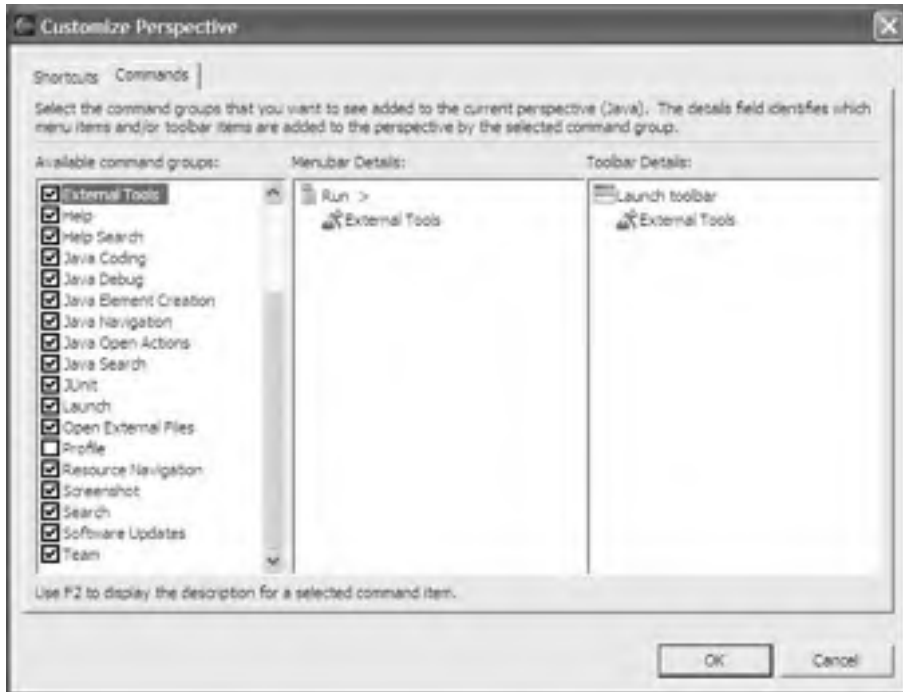 Customize Perspective
Shortcuts Commands
Select the command groups that you want to see added to the current perspective (Java). The details field identifies which
menu items and/or toolbar items are added to the perspective by the selected command group.
Available command groups: Menubar Details: Toolbar Details:
External Tools
Help
Help Search
Java Coding
Java Debug
Java Element Creation
Java Navigation
Java Open Actions
Java Search
JUnit
Launch
Open External Files
Profile
Resource Navigation
Screenshot
Search
Software Updates
Team
Run >
External Tools
Launch toolbar
External Tools
Use F2 to display the description for a selected command item.
OK Cancel